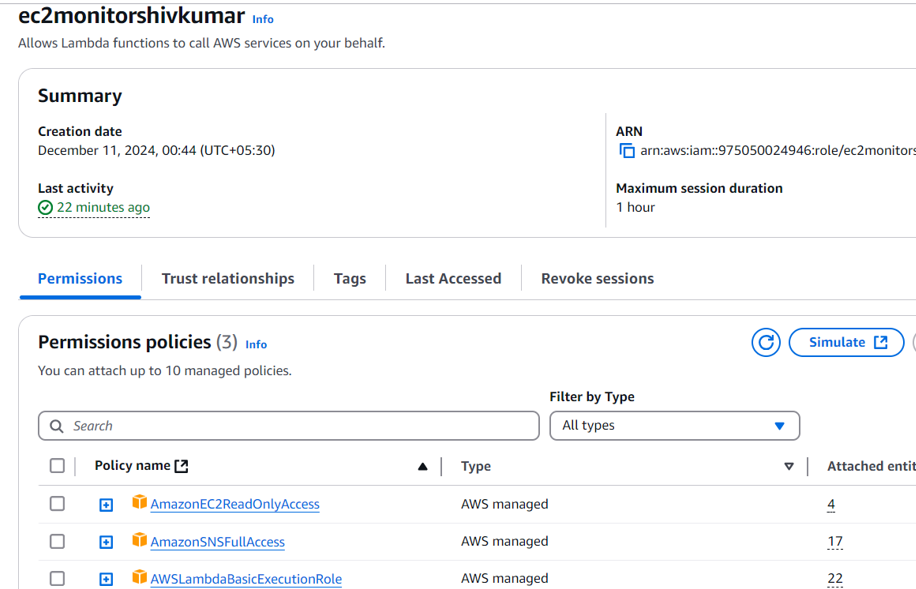 ec2monitorshivkumar Info
Allows Lambda functions to call AWS services on your behalf.
Summary
Creation date
December 11, 2024, 00:44 (UTC+05:30)
ARN
arn:aws:iam::975050024946:role/ec2monitors
Last activity
22 minutes ago
Maximum session duration
1 hour
Permissions Trust relationships Tags Last Accessed Revoke sessions
Permissions policies (3) Info
You can attach up to 10 managed policies.
Simulate
Filter by Type
Search
All types
Policy name Type Attached entit
AmazonEC2ReadOnlyAccess AWS managed 4
AmazonSNSFullAccess AWS managed 17
AWSLambdaBasicExecutionRole AWS managed 22